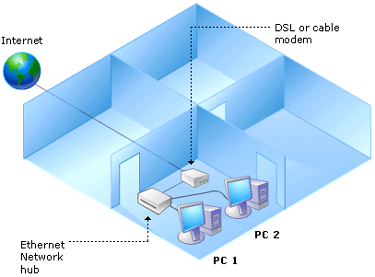 DSL or cable
modem
Internet
PC 2
PC 1
Ethernet
Network
hub